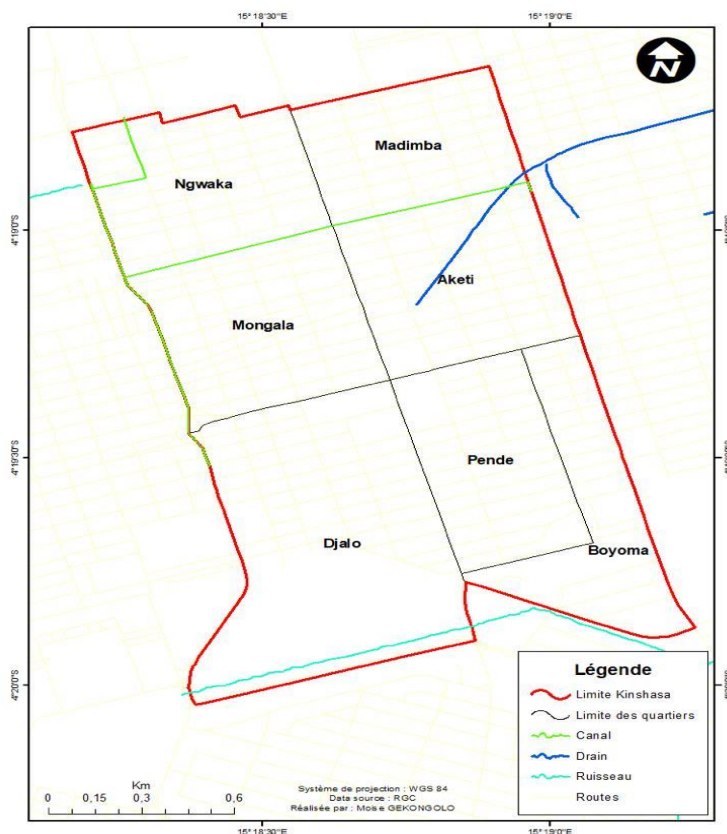 15°18'30"E
15°19'0"E
N
Madimba
Ngwaka
4°19'0"S
Aketi
Mongala
4°19'30"S
Pende
Djalo
Boyoma
4°20'0"S
Légende
Limite Kinshasa
Limite des quartiers
Canal
Drain
Ruisseau
Routes
Km
0 0,15 0.3 0.6
Système de projection : WGS 84
Data source : RGC
Réalisée par : Moise GEKONGOLO
15°18'30"E
15°19'0"E